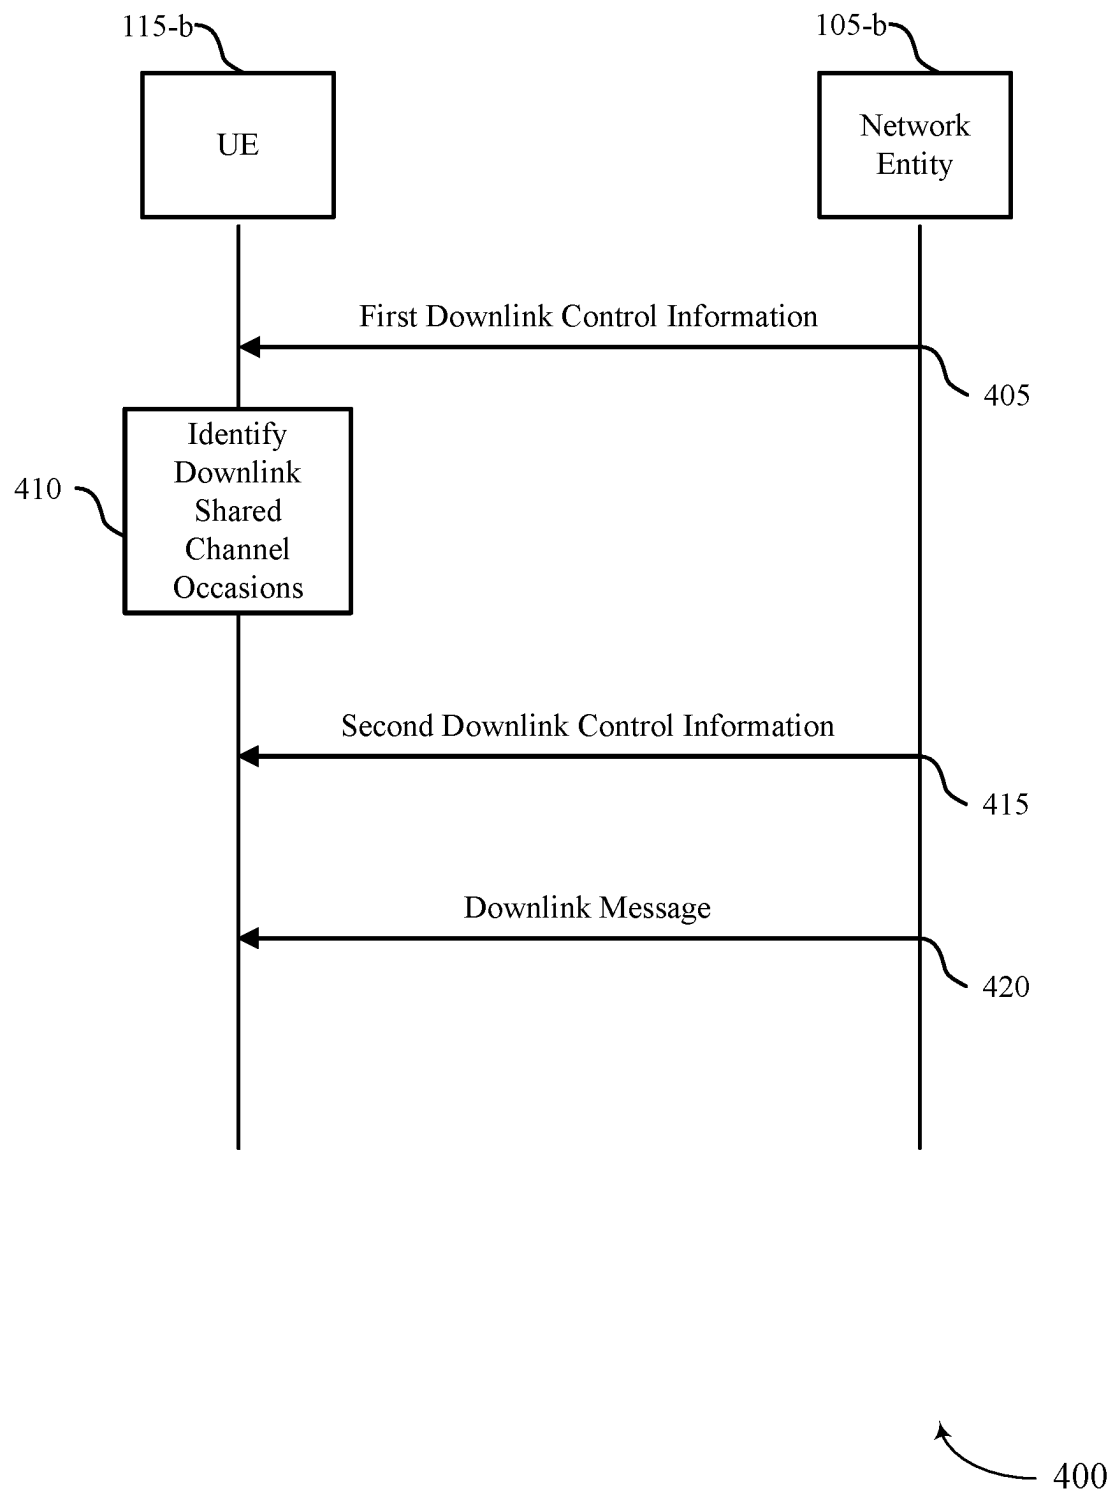 115-b
105-b
UE
Network
Entity
First Downlink Control Information
405
Identify
Downlink
Shared
Channel
Occasions
410
Second Downlink Control Information
415
Downlink Message
420
400